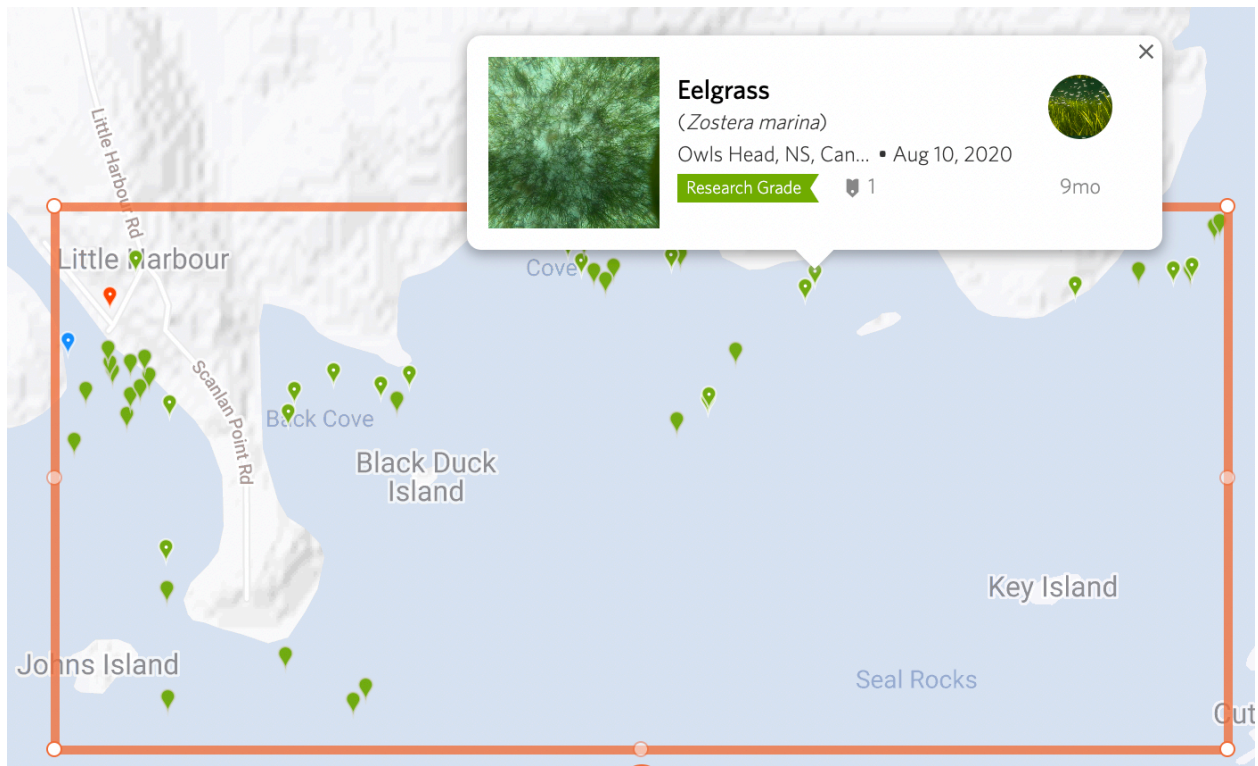 Eelgrass
(Zostera marina)
Owls Head, NS, Can... • Aug 10, 2020
Research Grade 1 9mo
Little Harbour Rd
Little Harbour
Cove
Scanlan Point Rd
Back Cove
Black Duck
Island
Key Island
Johns Island
Seal Rocks
Cut